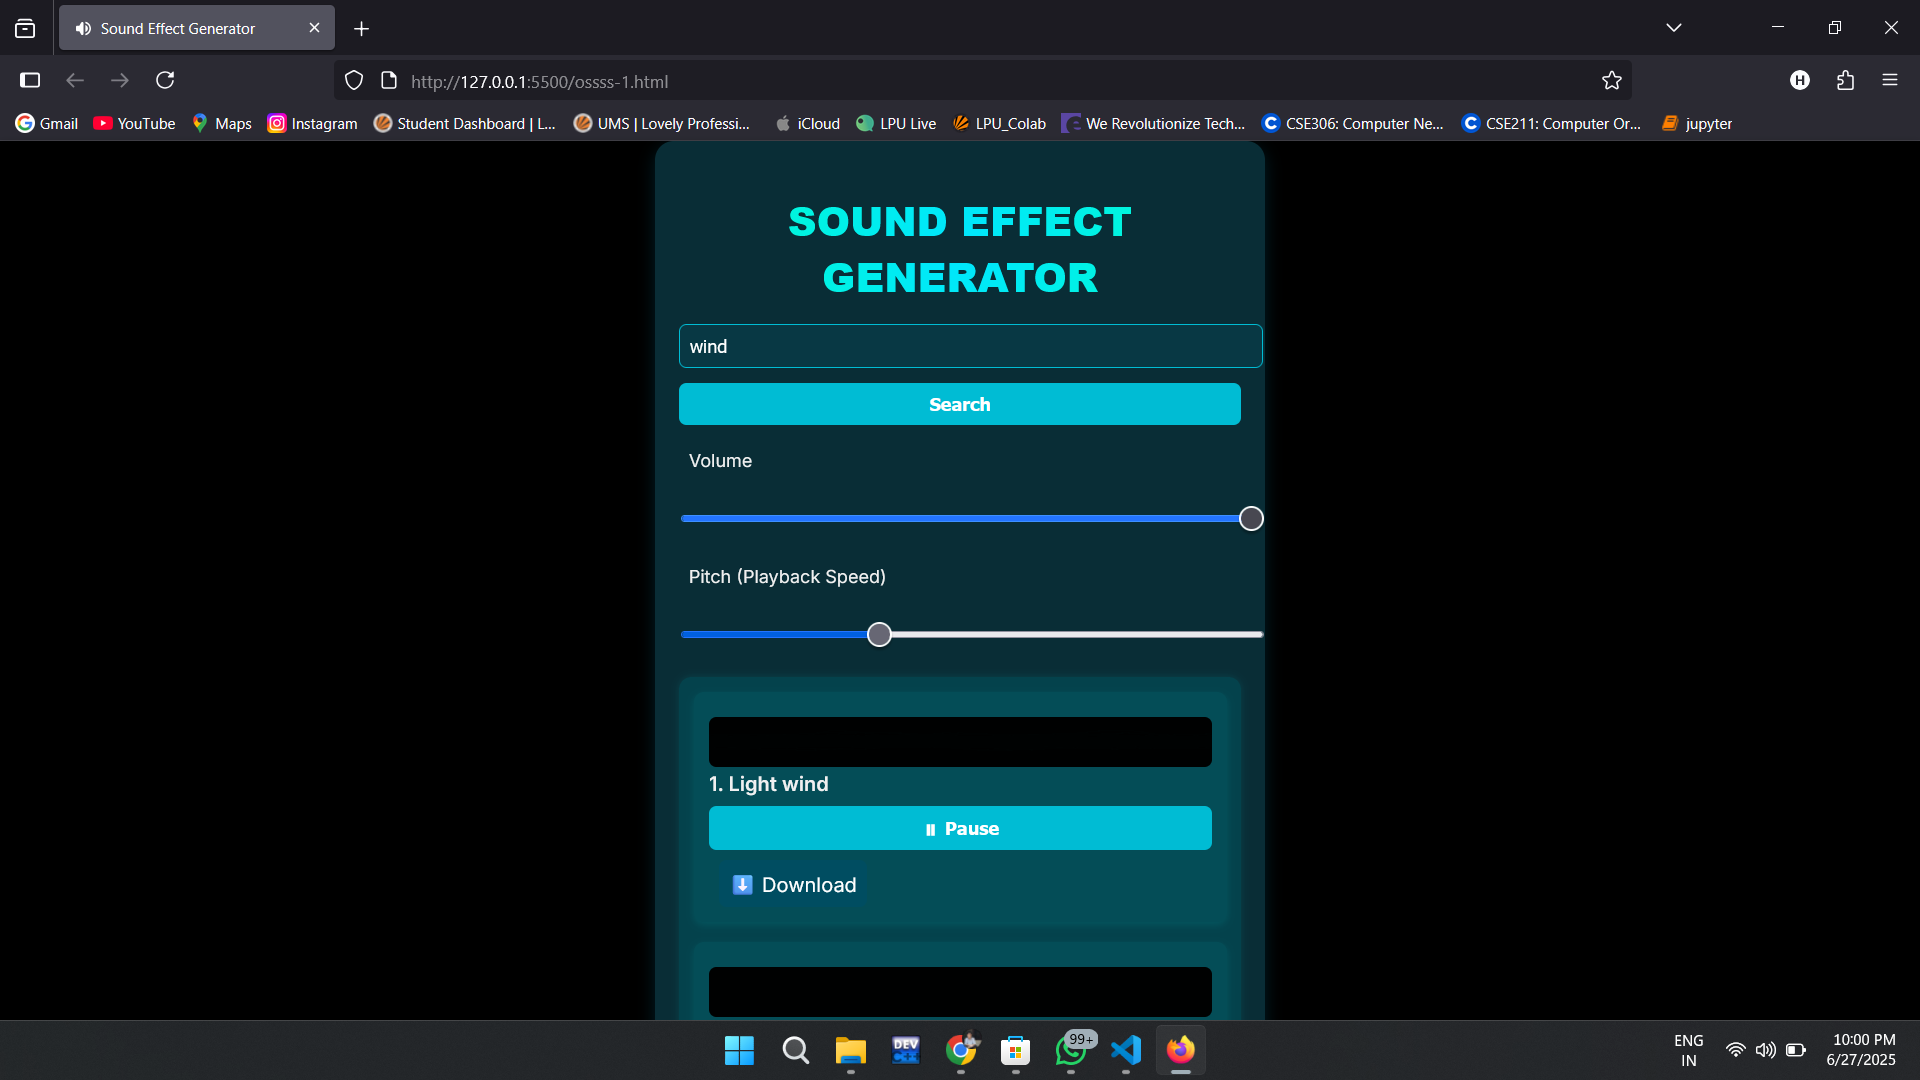 Sound Effect Generator
http://127.0.0.1:5500/ossss-1.html
H
Gmail YouTube Maps Instagram Student Dashboard | L... UMS | Lovely Professi... iCloud LPU Live LPU_Colab We Revolutionize Tech... CSE306: Computer Ne... CSE211: Computer Or... jupyter
SOUND EFFECT
GENERATOR
wind
Search
Volume
Pitch (Playback Speed)
1. Light wind
⏸ Pause
⬇️ Download
DEV
C++
99+
ENG
IN
10:00 PM
6/27/2025